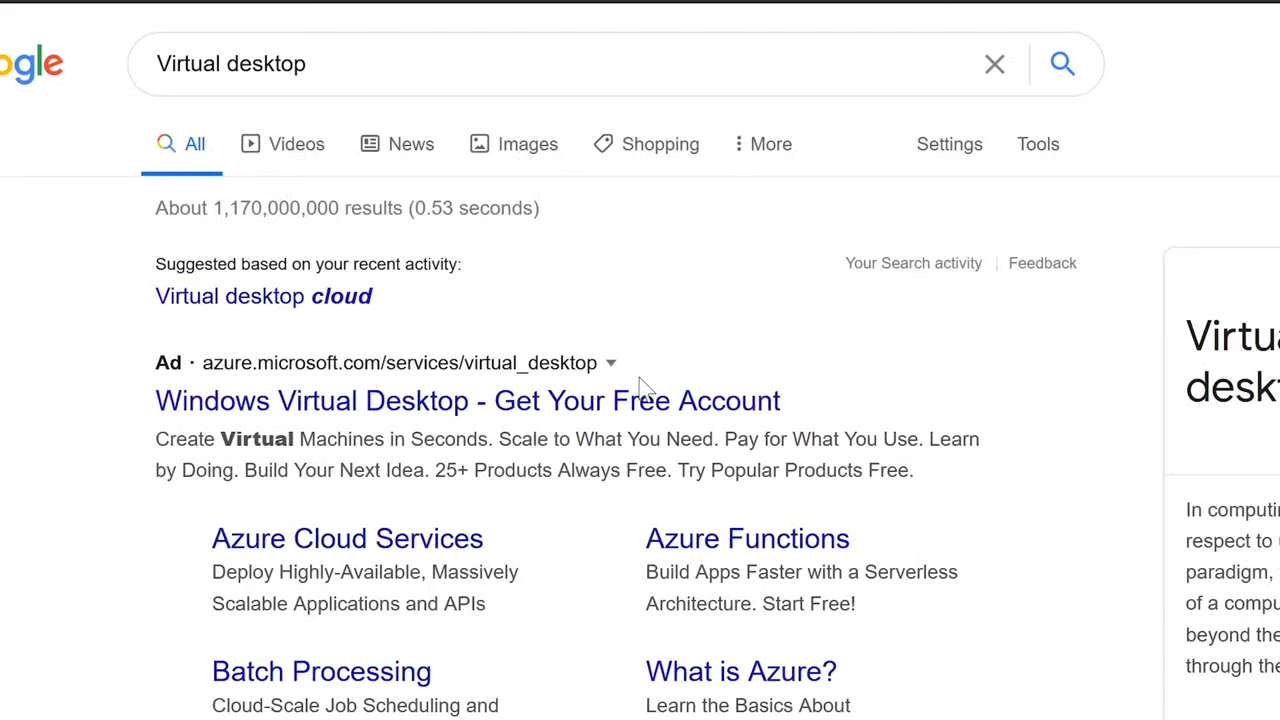 ogle
Virtual desktop
All Videos News Images Shopping More Settings Tools
About 1,170,000,000 results (0.53 seconds)
Suggested based on your recent activity: Your Search activity | Feedback
Virtual desktop cloud
Ad · azure.microsoft.com/services/virtual_desktop
Windows Virtual Desktop - Get Your Free Account
Create Virtual Machines in Seconds. Scale to What You Need. Pay for What You Use. Learn
by Doing. Build Your Next Idea. 25+ Products Always Free. Try Popular Products Free.
Azure Cloud Services
Deploy Highly-Available, Massively
Scalable Applications and APIs
Azure Functions
Build Apps Faster with a Serverless
Architecture. Start Free!
Batch Processing
Cloud-Scale Job Scheduling and
What is Azure?
Learn the Basics About
Virtu
desk
In computi
respect to
paradigm,
of a compu
beyond the
through the